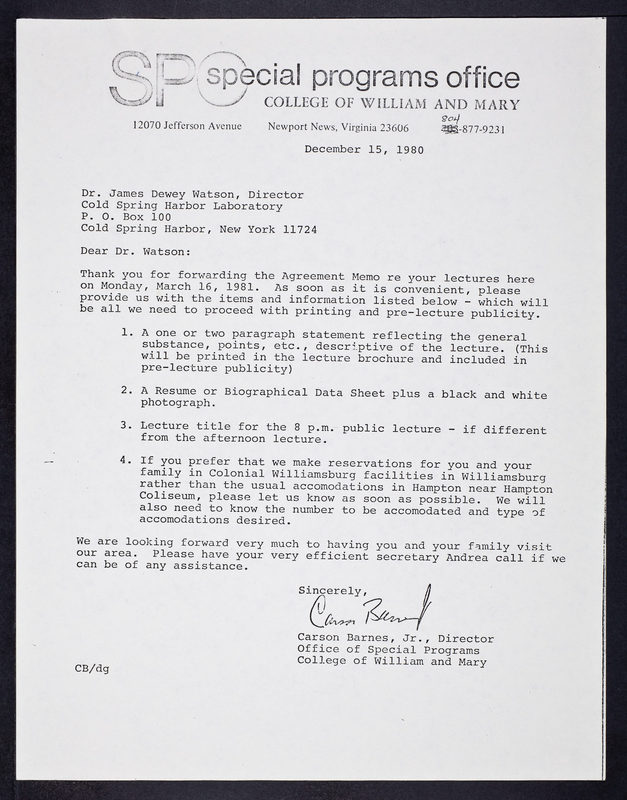 SPO special programs office
COLLEGE OF WILLIAM AND MARY
804
12070 Jefferson Avenue Newport News, Virginia 23606 -877-9231
December 15, 1980
Dr. James Dewey Watson, Director
Cold Spring Harbor Laboratory
P. O. Box 100
Cold Spring Harbor, New York 11724
Dear Dr. Watson:
Thank you for forwarding the Agreement Memo re your lectures here
on Monday, March 16, 1981. As soon as it is convenient, please
provide us with the items and information listed below - which will
be all we need to proceed with printing and pre-lecture publicity.
1. A one or two paragraph statement reflecting the general
substance, points, etc., descriptive of the lecture. (This
will be printed in the lecture brochure and included in
pre-lecture publicity)
2. A Resume or Biographical Data Sheet plus a black and white
photograph.
3. Lecture title for the 8 p.m. public lecture - if different
from the afternoon lecture.
4. If you prefer that we make reservations for you and your
family in Colonial Williamsburg facilities in Williamsburg
rather than the usual accomodations in Hampton near Hampton
Coliseum, please let us know as soon as possible. We will
also need to know the number to be accomodated and type of
accomodations desired.
We are looking forward very much to having you and your family visit
our area. Please have your very efficient secretary Andrea call if we
can be of any assistance.
Sincerely,
Carson Barnes
Carson Barnes, Jr., Director
Office of Special Programs
College of William and Mary
CB/dg